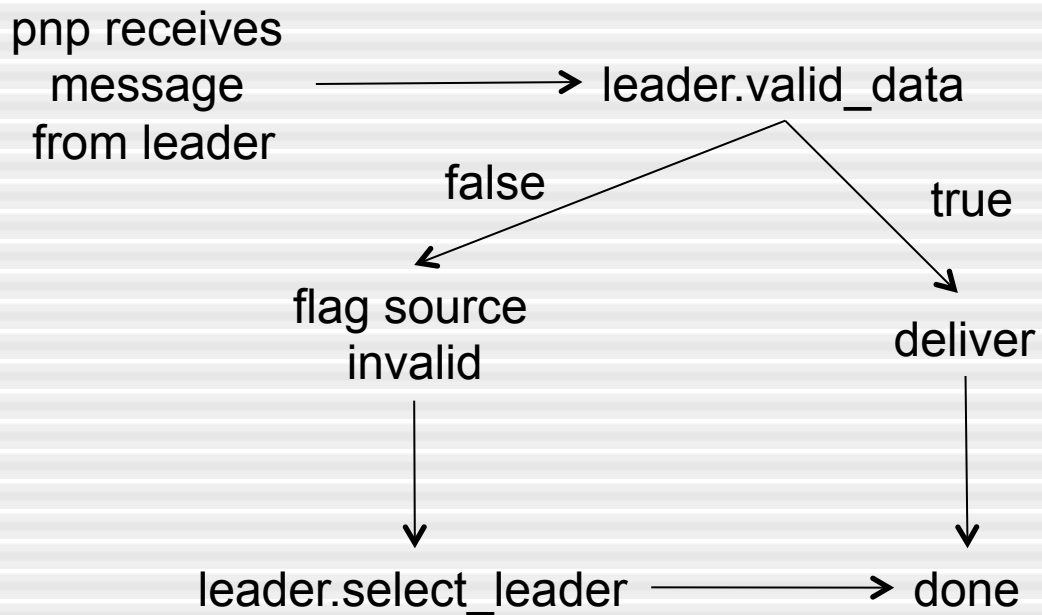 pnp receives
message
from leader
leader.valid_data
false
true
flag source
invalid
deliver
leader.select_leader
done